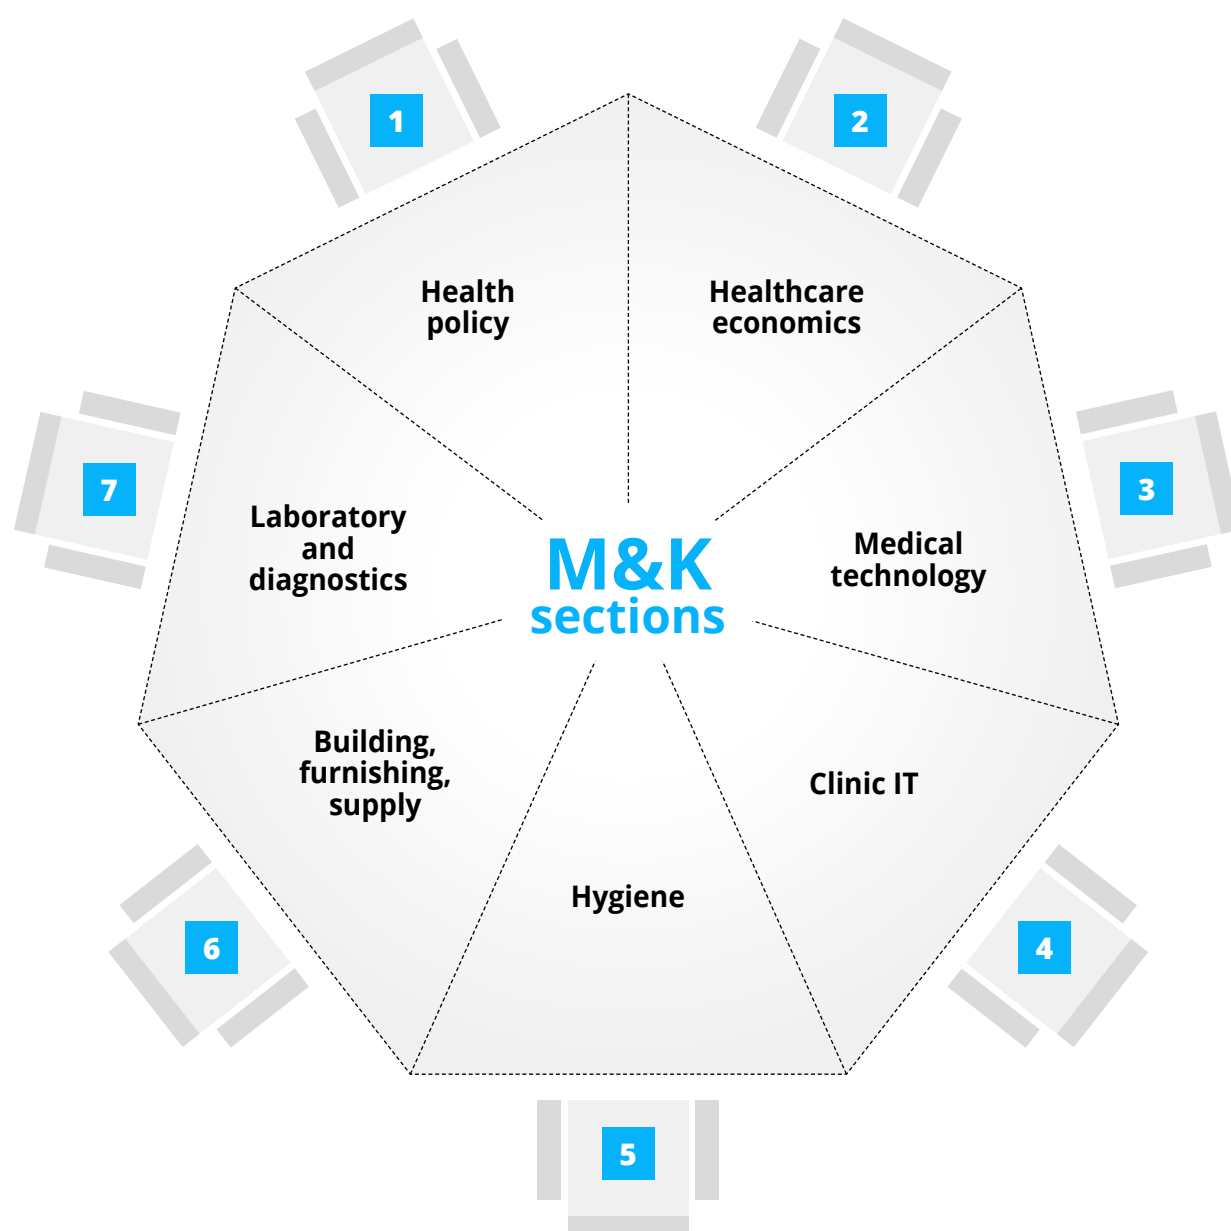 1
2
Health
policy
Healthcare
economics
7
3
Laboratory
and
diagnostics
M&K
sections
Medical
technology
Building,
furnishing,
supply
Clinic IT
Hygiene
6
4
5